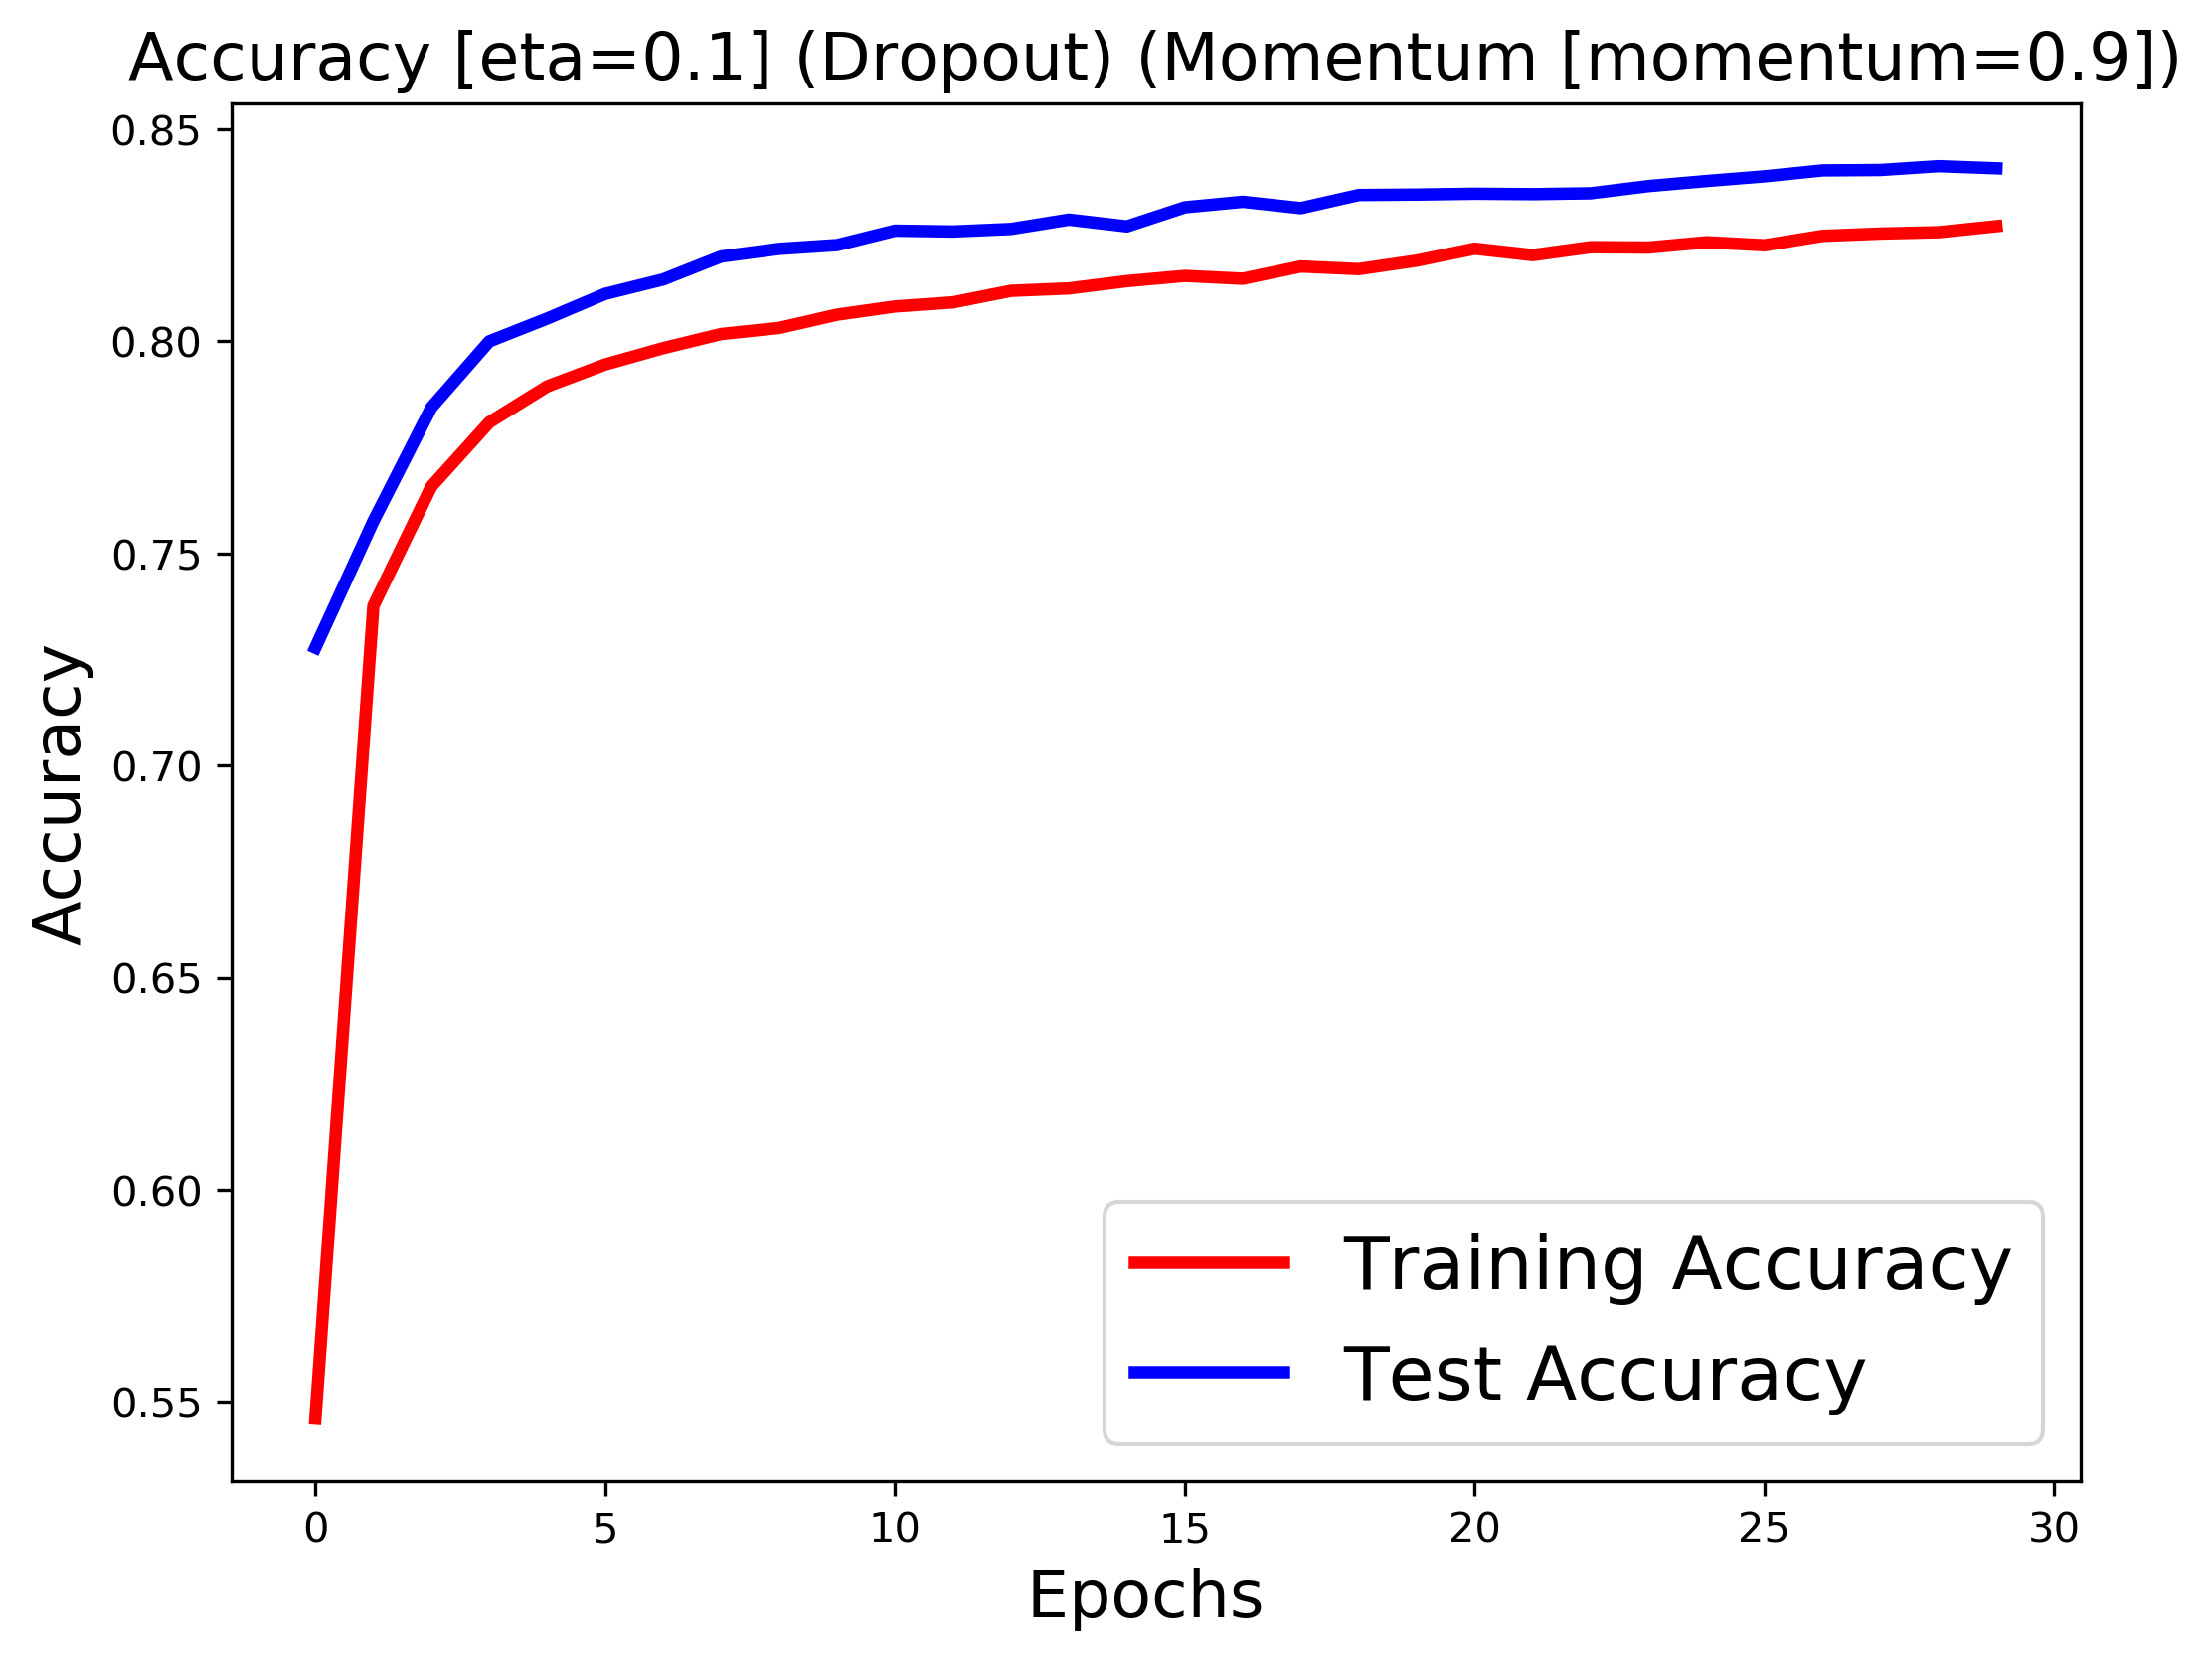 Accuracy [eta=0.1] (Dropout) (Momentum [momentum=0.9])
Accuracy
0.85
0.80
0.75
0.70
0.65
0.60
0.55
Training Accuracy
Test Accuracy
0 5 10 15 20 25 30
Epochs